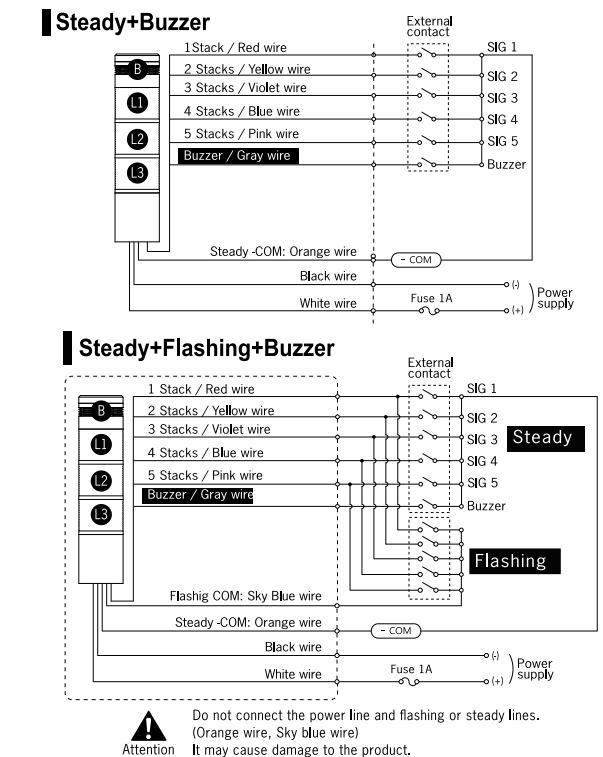 Steady+Buzzer
External
contact
1Stack / Red wire
SIG 1
B
2 Stacks / Yellow wire
SIG 2
3 Stacks / Violet wire
SIG 3
L1
4 Stacks / Blue wire
SIG 4
L2
5 Stacks / Pink wire
SIG 5
Buzzer / Gray wire
Buzzer
L3
Steady -COM: Orange wire
- COM
Black wire
(-)
Power
supply
White wire
Fuse 1A
(+)
Steady+Flashing+Buzzer
External
contact
1 Stack / Red wire
SIG 1
B
2 Stacks / Yellow wire
SIG 2
3 Stacks / Violet wire
SIG 3
Steady
L1
4 Stacks / Blue wire
SIG 4
L2
5 Stacks / Pink wire
SIG 5
Buzzer / Gray wire
Buzzer
L3
Flashing
Flashig COM: Sky Blue wire
Steady -COM: Orange wire
- COM
Black wire
(-)
Power
supply
White wire
Fuse 1A
(+)
Attention
Do not connect the power line and flashing or steady lines.
(Orange wire, Sky blue wire)
It may cause damage to the product.